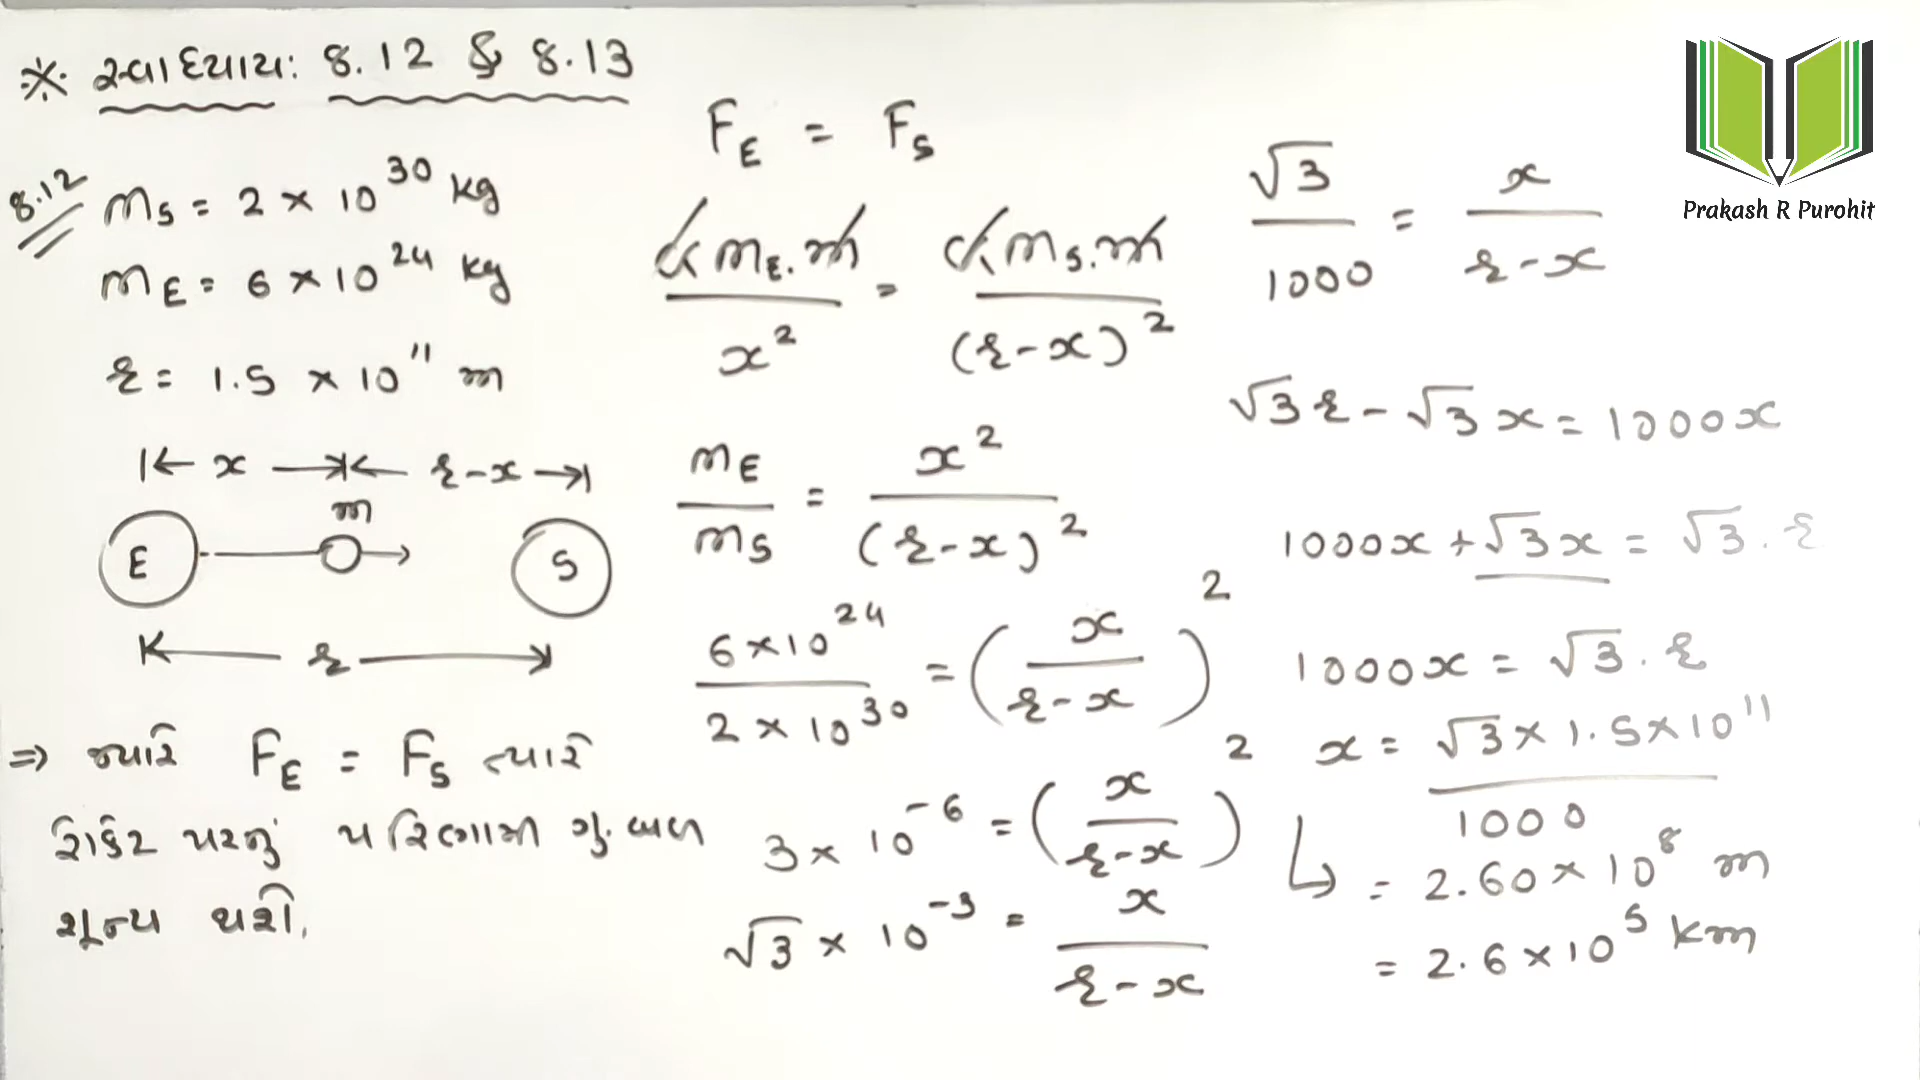 ※ સ્વાધ્યાય: 8.12 & 8.13
8.12 mS = 2 × 10^30 kg
mE = 6 × 10^24 kg
r = 1.5 × 10^11 m
x r-x
m
E S
r
⇒ જ્યારે FE = FS ત્યારે
રોકેટ પરનું પરિણામી ગુ.બળ
શૂન્ય થશે.
FE = FS
G mE.m / x^2 = G mS.m / (r-x)^2
mE / mS = x^2 / (r-x)^2
6×10^24 / 2×10^30 = (x / r-x)^2
3 × 10^-6 = (x / r-x)^2
√3 × 10^-3 = x / r-x
√3 / 1000 = x / r-x
√3 r - √3 x = 1000x
1000x + √3 x = √3 . r
1000x = √3 . r
x = √3 × 1.5×10^11 / 1000
= 2.60 × 10^8 m
= 2.6 × 10^5 km
Prakash R Purohit